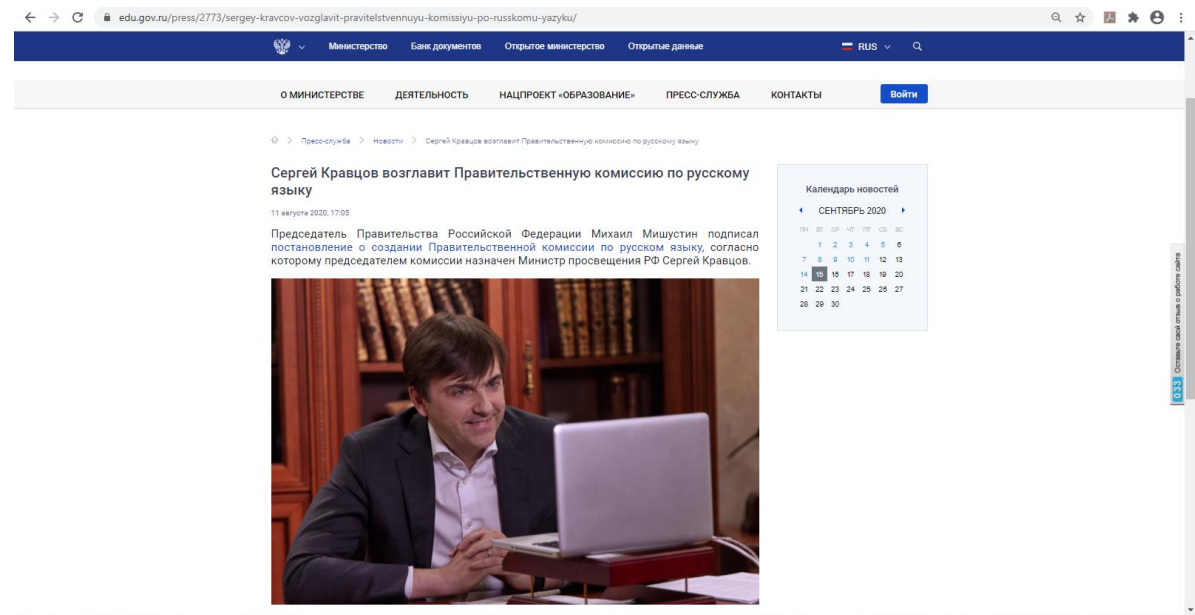 edu.gov.ru/press/2773/sergey-kravcov-vozglavit-pravitelstvennuyu-komissiyu-po-russkomu-yazyku/
Министерство Банк документов Открытое министерство Открытые данные RUS
О МИНИСТЕРСТВЕ ДЕЯТЕЛЬНОСТЬ НАЦПРОЕКТ «ОБРАЗОВАНИЕ» ПРЕСС-СЛУЖБА КОНТАКТЫ Войти
Пресс-служба Новости Сергей Кравцов возглавит Правительственную комиссию по русскому языку
Сергей Кравцов возглавит Правительственную комиссию по русскому
языку
11 августа 2020, 17:05
Председатель Правительства Российской Федерации Михаил Мишустин подписал
постановление о создании Правительственной комиссии по русском языку, согласно
которому председателем комиссии назначен Министр просвещения РФ Сергей Кравцов.
Календарь новостей
СЕНТЯБРЬ 2020
ПН ВТ СР ЧТ ПТ СБ ВС
1 2 3 4 5 6
7 8 9 10 11 12 13
14 15 16 17 18 19 20
21 22 23 24 25 26 27
28 29 30
033 Оставьте свой отзыв о работе сайта